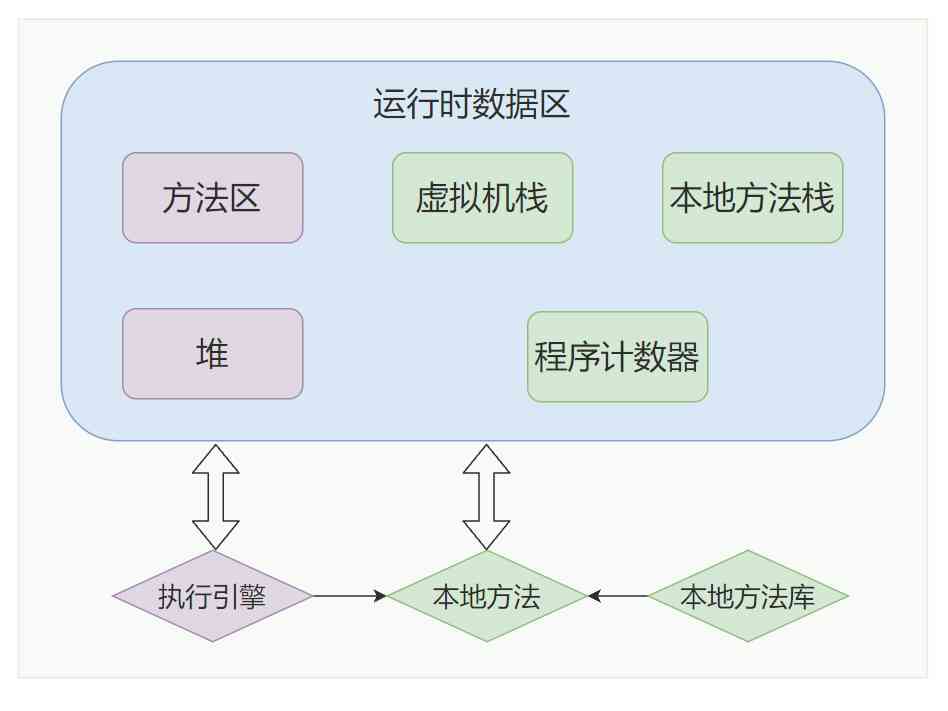 运行时数据区
方法区
虚拟机栈
本地方法栈
堆
程序计数器
执行引擎
本地方法
本地方法库